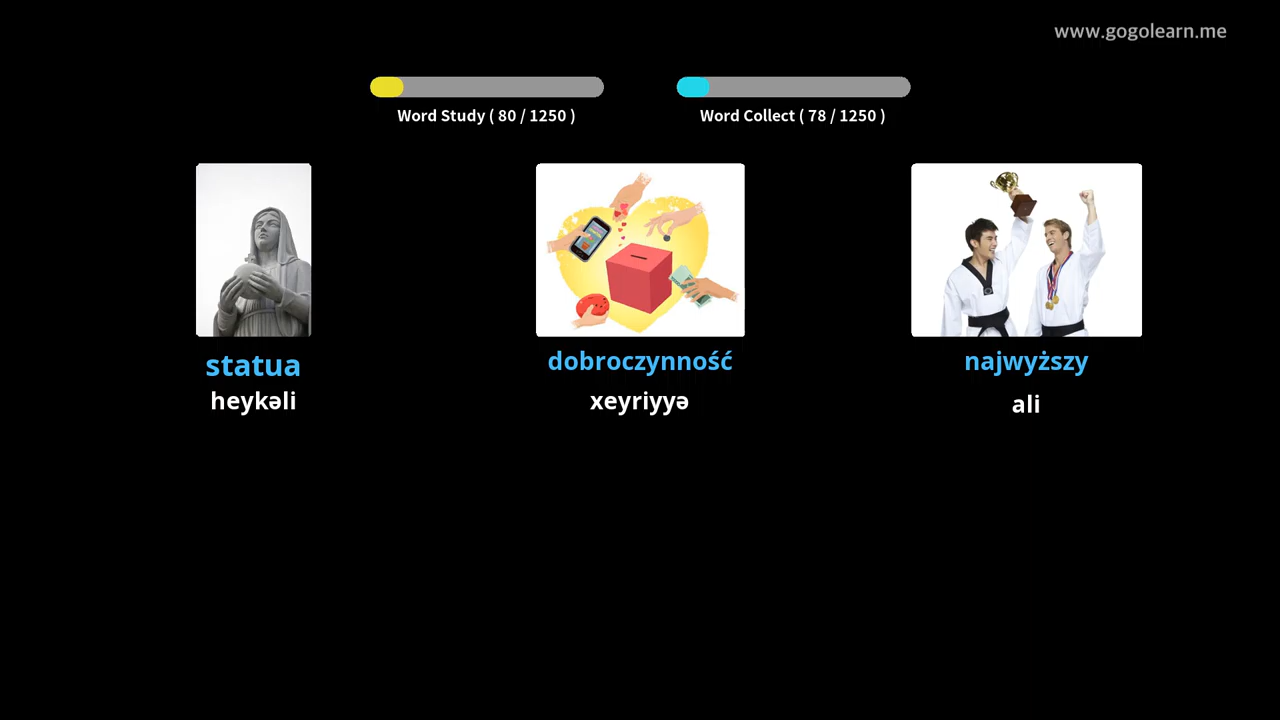 www.gogolearn.me
Word Study ( 80 / 1250 )
Word Collect ( 78 / 1250 )
statua
heykəli
dobroczynność
xeyriyyə
najwyższy
ali